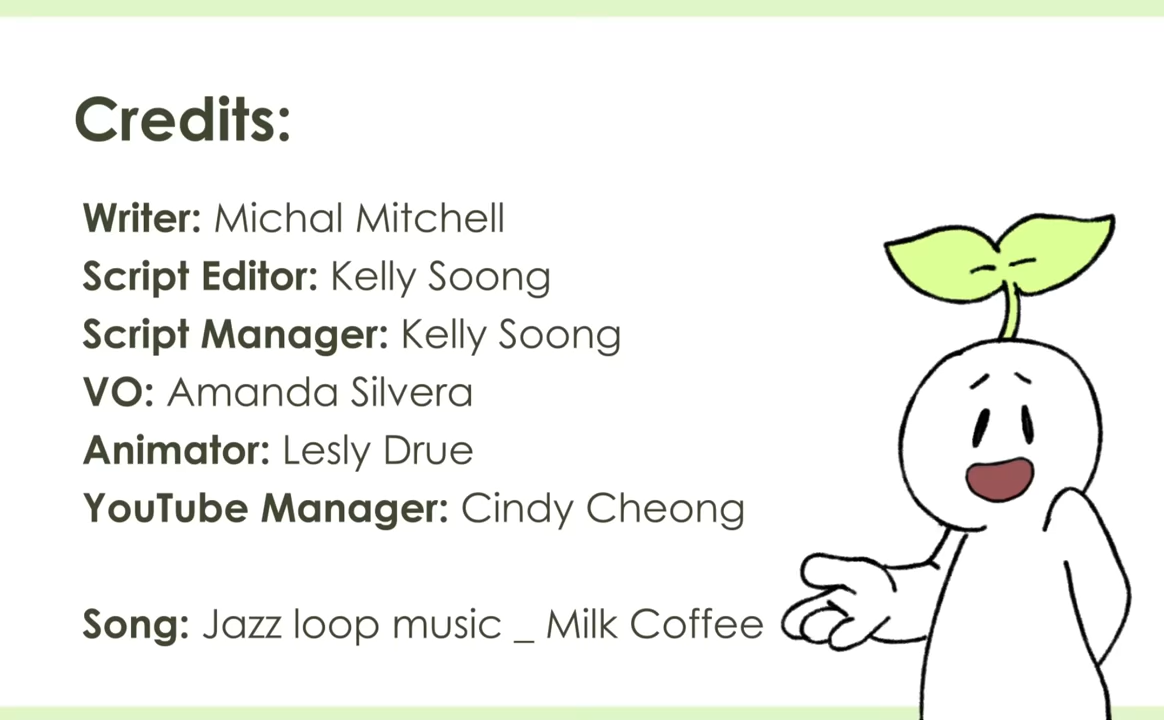 Credits:
Writer: Michal Mitchell
Script Editor: Kelly Soong
Script Manager: Kelly Soong
VO: Amanda Silvera
Animator: Lesly Drue
YouTube Manager: Cindy Cheong
Song: Jazz loop music _ Milk Coffee